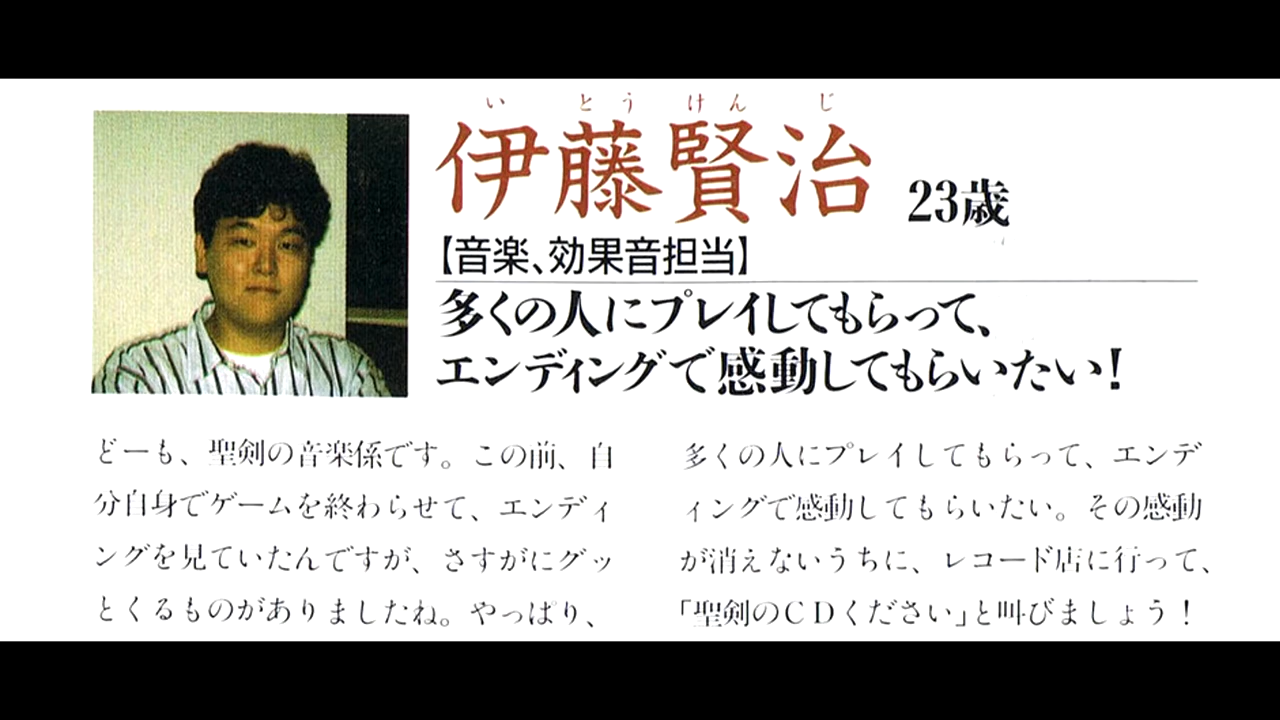 い とう けん じ
伊藤賢治 23歳
【音楽、効果音担当】
多くの人にプレイしてもらって、
エンディングで感動してもらいたい!
どーも、聖剣の音楽係です。この前、自
分自身でゲームを終わらせて、エンディ
ングを見ていたんですが、さすがにグッ
とくるものがありましたね。やっぱり、
多くの人にプレイしてもらって、エンデ
ィングで感動してもらいたい。その感動
が消えないうちに、レコード店に行って、
「聖剣のCDください」と叫びましょう!